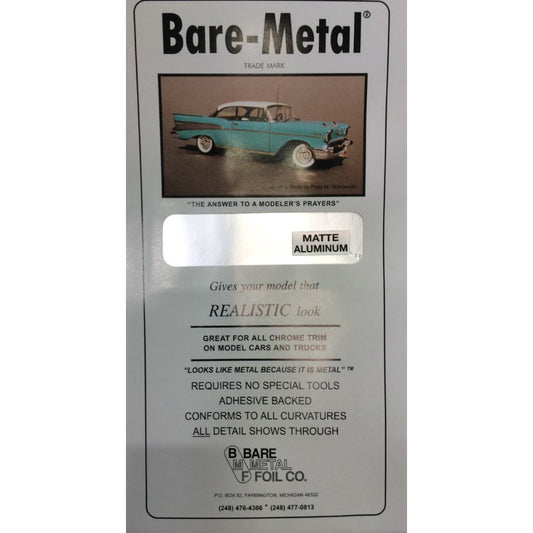 Bare-Metal®
TRADE MARK
Photo by Peter M.
"THE ANSWER TO A MODELER'S PRAYERS"
MATTE
ALUMINUM
Gives your model that
REALISTIC look
GREAT FOR ALL CHROME TRIM
ON MODEL CARS AND TRUCKS
"LOOKS LIKE METAL BECAUSE IT IS METAL" ™
REQUIRES NO SPECIAL TOOLS
ADHESIVE BACKED
CONFORMS TO ALL CURVATURES
ALL DETAIL SHOWS THROUGH
B BARE
M METAL
F FOIL CO.
P.O. BOX 82, FARMINGTON, MICHIGAN 48332
(248) 476-4366 * (248) 477-0813